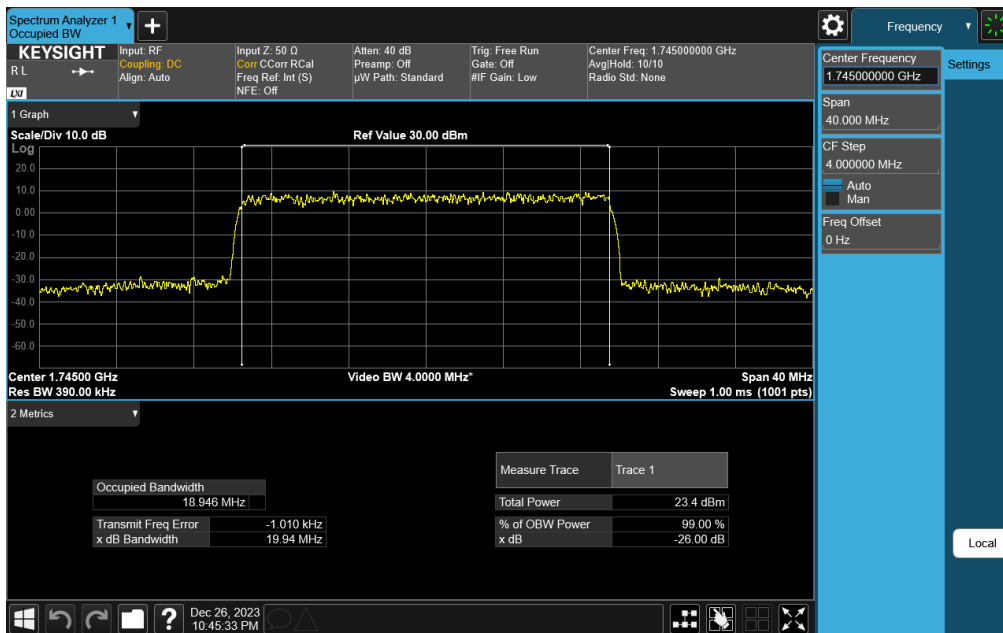 Spectrum Analyzer 1
Occupied BW
Frequency
KEYSIGHT
R L
LXI
Input: RF
Coupling: DC
Align: Auto
Input Z: 50 Ω
Corr CCorr RCal
Freq Ref: Int (S)
NFE: Off
Atten: 40 dB
Preamp: Off
µW Path: Standard
Trig: Free Run
Gate: Off
#IF Gain: Low
Center Freq: 1.745000000 GHz
Avg|Hold: 10/10
Radio Std: None
Center Frequency
1.745000000 GHz
Settings
Span
40.000 MHz
CF Step
4.000000 MHz
Auto
Man
Freq Offset
0 Hz
Local
1 Graph
Scale/Div 10.0 dB
Ref Value 30.00 dBm
Log
20.0
10.0
0.00
-10.0
-20.0
-30.0
-40.0
-50.0
-60.0
Center 1.74500 GHz
Video BW 4.0000 MHz*
Span 40 MHz
Res BW 390.00 kHz
Sweep 1.00 ms (1001 pts)
2 Metrics
Measure Trace Trace 1
Occupied Bandwidth
18.946 MHz
Total Power 23.4 dBm
Transmit Freq Error -1.010 kHz
% of OBW Power 99.00 %
x dB Bandwidth 19.94 MHz
x dB -26.00 dB
?
Dec 26, 2023
10:45:33 PM